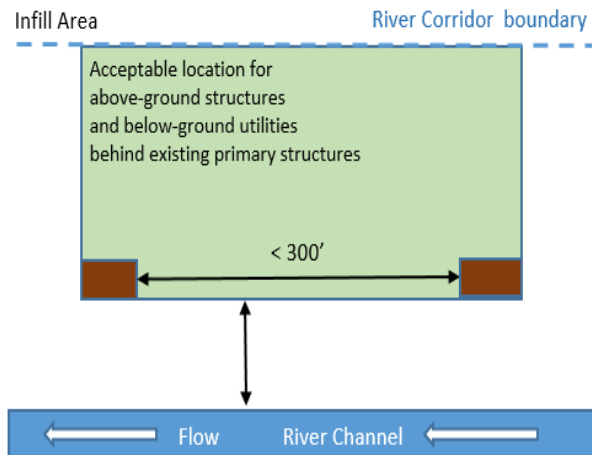 Infill Area
River Corridor boundary
Acceptable location for
above-ground structures
and below-ground utilities
behind existing primary structures
< 300’
Flow
River Channel